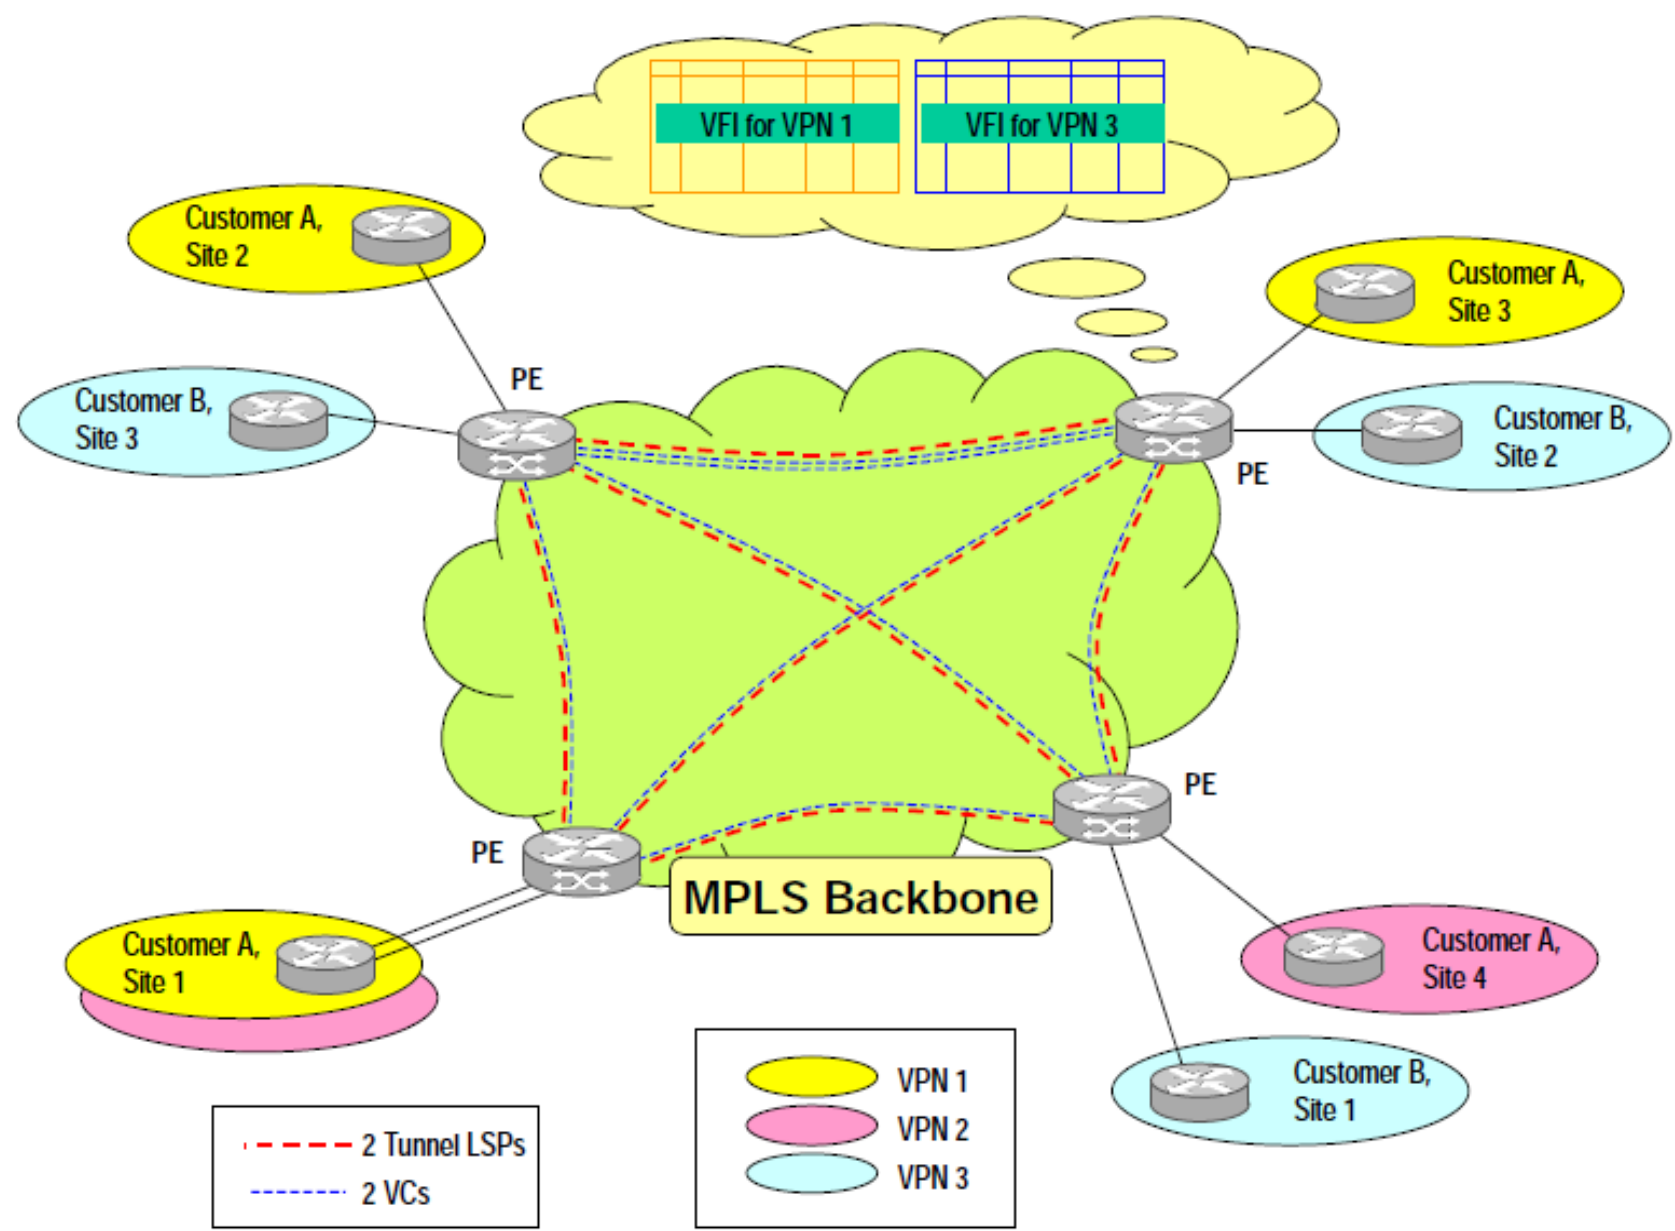 VFI for VPN 1
VFI for VPN 3
Customer A,
Site 2
Customer A,
Site 3
PE
Customer B,
Site 3
Customer B,
Site 2
PE
PE
PE
MPLS Backbone
Customer A,
Site 1
Customer A,
Site 4
Customer B,
Site 1
2 Tunnel LSPs
2 VCs
VPN 1
VPN 2
VPN 3